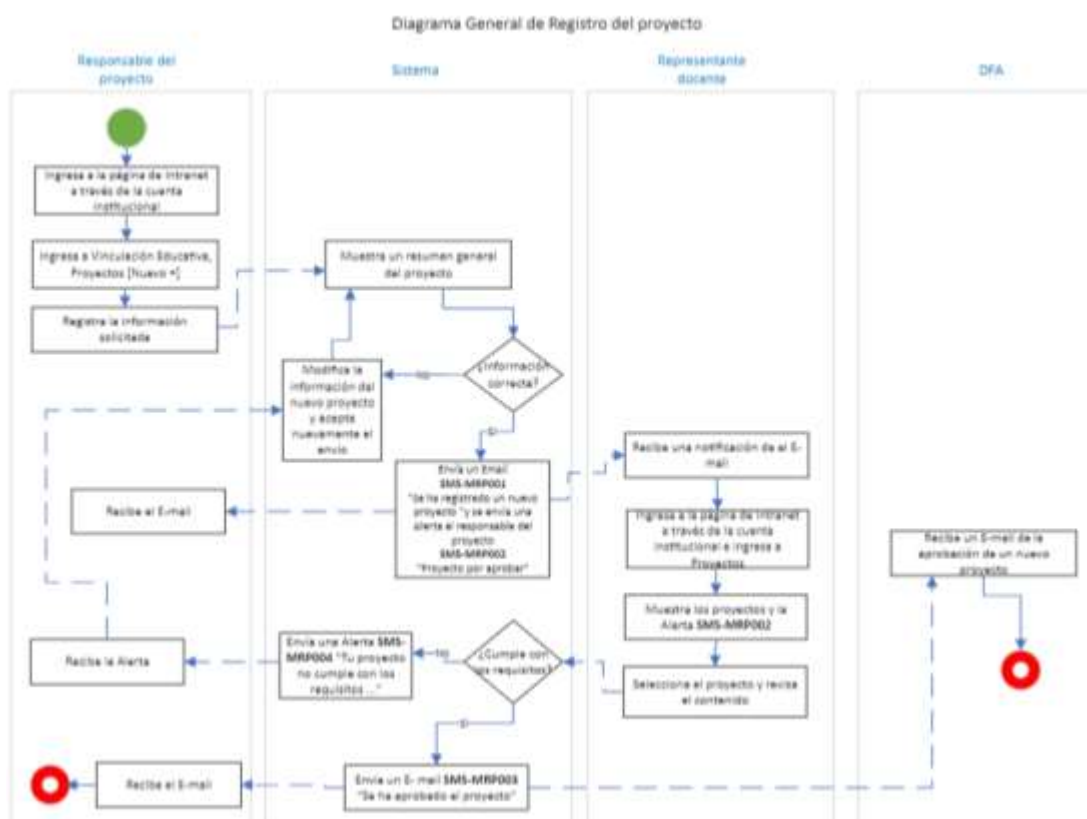 Diagrama General de Registro del proyecto
Responsable del
proyecto
Sistema
Representante
docente
DFA
Ingresa a la página de Intranet
a través de la cuenta
institucional
Ingresa a Vinculación Educativa,
Proyectos [Nuevo +]
Registra la información
solicitada
Muestra un resumen general
del proyecto
¿Información
correcta?
No
Modifica la
información del
nuevo proyecto
y acepta
nuevamente el
envío
Sí
Envía un Email
SMS-MRP001
"Se ha registrado un nuevo
proyecto "y se envía una
alerta al responsable del
proyecto
SMS-MRP002
"Proyecto por aprobar"
Recibe el E-mail
Recibe una notificación de el E-
mail
Ingresa a la página de Intranet
a través de la cuenta
institucional e ingresa a
Proyectos
Muestra los proyectos y la
Alerta SMS-MRP002
Selecciona el proyecto y revisa
el contenido
Recibe un E-mail de la
aprobación de un nuevo
proyecto
¿Cumple con
los requisitos?
No
Envía una Alerta SMS-
MRP004 "Tu proyecto
no cumple con los
requisitos ..."
Recibe la Alerta
Sí
Envía un E- mail SMS-MRP003
"Se ha aprobado el proyecto"
Recibe el E-mail